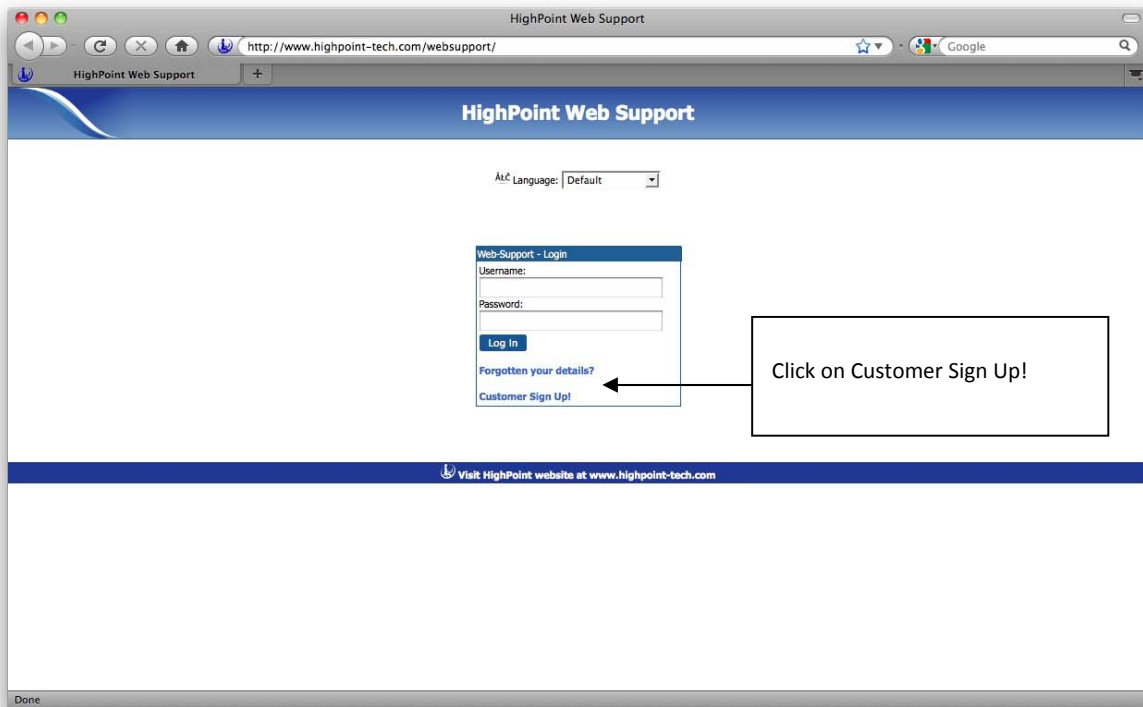 HighPoint Web Support
http://www.highpoint-tech.com/websupport/
Google
HighPoint Web Support +
HighPoint Web Support
Language: Default
Web-Support - Login
Username:
Password:
Log In
Forgotten your details?
Customer Sign Up!
Click on Customer Sign Up!
Visit HighPoint website at www.highpoint-tech.com
Done